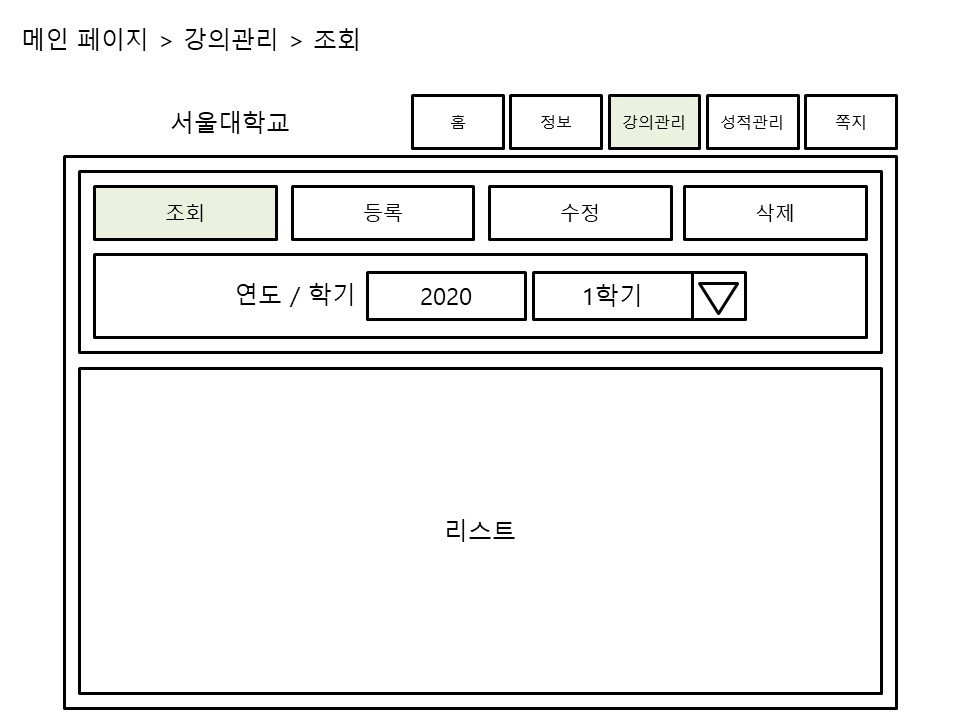 메인 페이지 > 강의관리 > 조회
서울대학교
홈
정보
강의관리
성적관리
쪽지
조회
등록
수정
삭제
연도 / 학기
2020
1학기
리스트